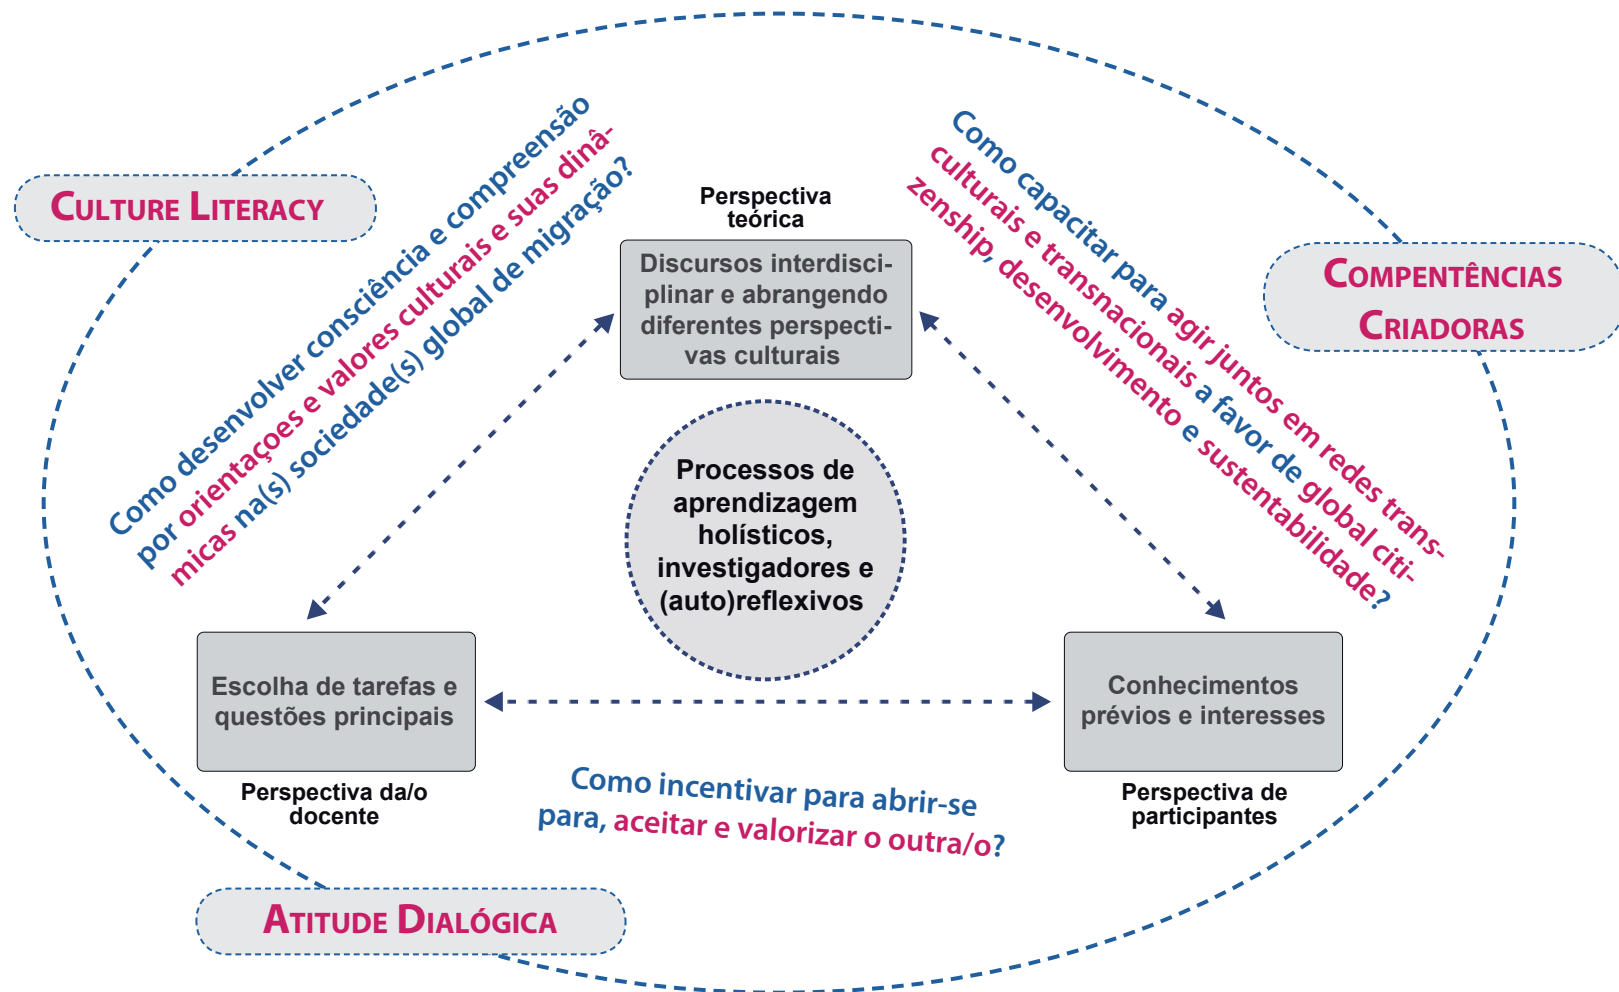 CULTURE LITERACY
Como desenvolver consciência e compreensão
por orientaçoes e valores culturais e suas dinâ-
micas na(s) sociedade(s) global de migração?
Perspectiva
teórica
Discursos interdisci-
plinar e abrangendo
diferentes perspecti-
vas culturais
Como capacitar para agir juntos em redes trans-
culturais e transnacionais a favor de global citi-
zenship, desenvolvimento e sustentabilidade?
COMPENTÊNCIAS
CRIADORAS
Processos de
aprendizagem
holísticos,
investigadores e
(auto)reflexivos
Escolha de tarefas e
questões principais
Perspectiva da/o
docente
Conhecimentos
prévios e interesses
Perspectiva de
participantes
Como incentivar para abrir-se
para, aceitar e valorizar o outra/o?
ATITUDE DIALÓGICA